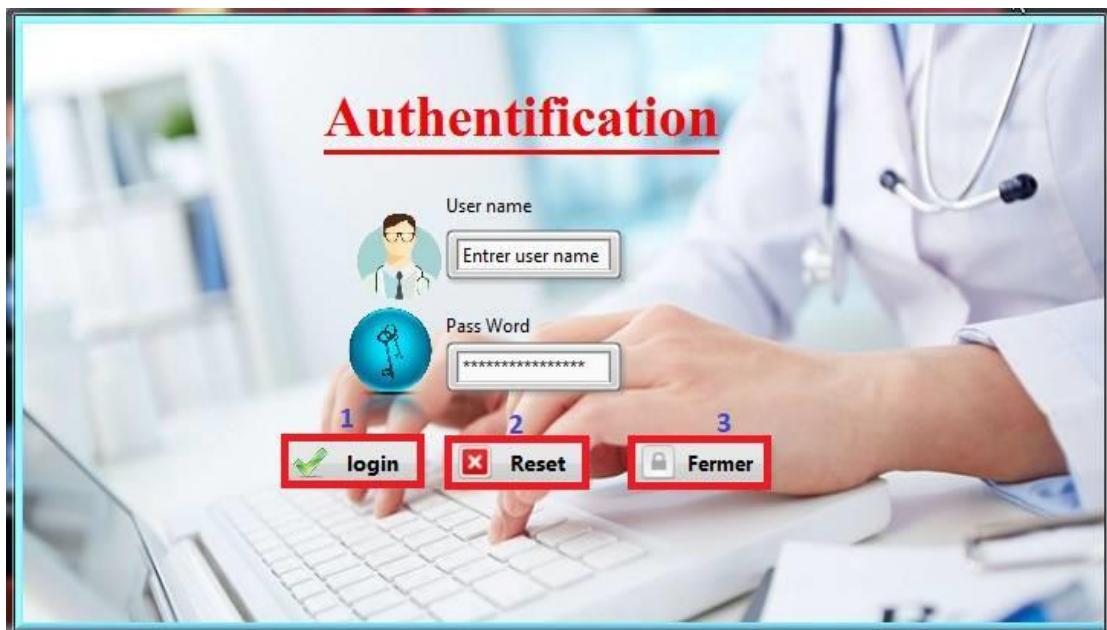 Authentification
User name
Entrer user name
Pass Word
****************
1 2 3
login Reset Fermer